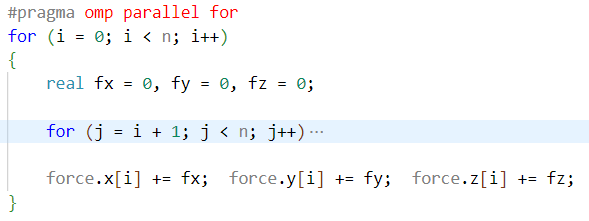 #pragma omp parallel for
for (i = 0; i < n; i++)
{
real fx = 0, fy = 0, fz = 0;
for (j = i + 1; j < n; j++)···
force.x[i] += fx; force.y[i] += fy; force.z[i] += fz;
}